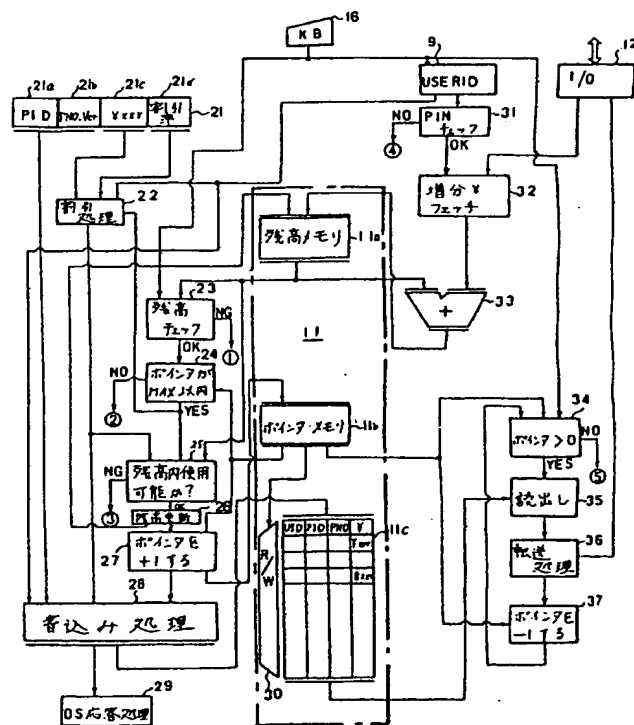 16
KB
9
12
21a
21b
21c
21d
I/O
USERID
PID
PNO.Ver
¥xxx
割引率
21
NO
PIN
チェック
31
④
OK
22
割引
処理
増分¥
フェッチ
32
残高メモリ
11a
23
残高
チェック
NG
①
OK
+
33
11
24
NO
ポインタが
MAX以内
②
YES
ポインタ・メモリ
11b
34
ポインタ>0
NO
⑤
YES
25
NG
残高内使用
可能か?
③
OK
残高更新
26
読出し
35
UID
PID
PNO
¥
11c
27
ポインタを
+1する
R/W
転送
処理
36
28
書込み処理
ポインタを
-1する
37
30
29
OS応答処理